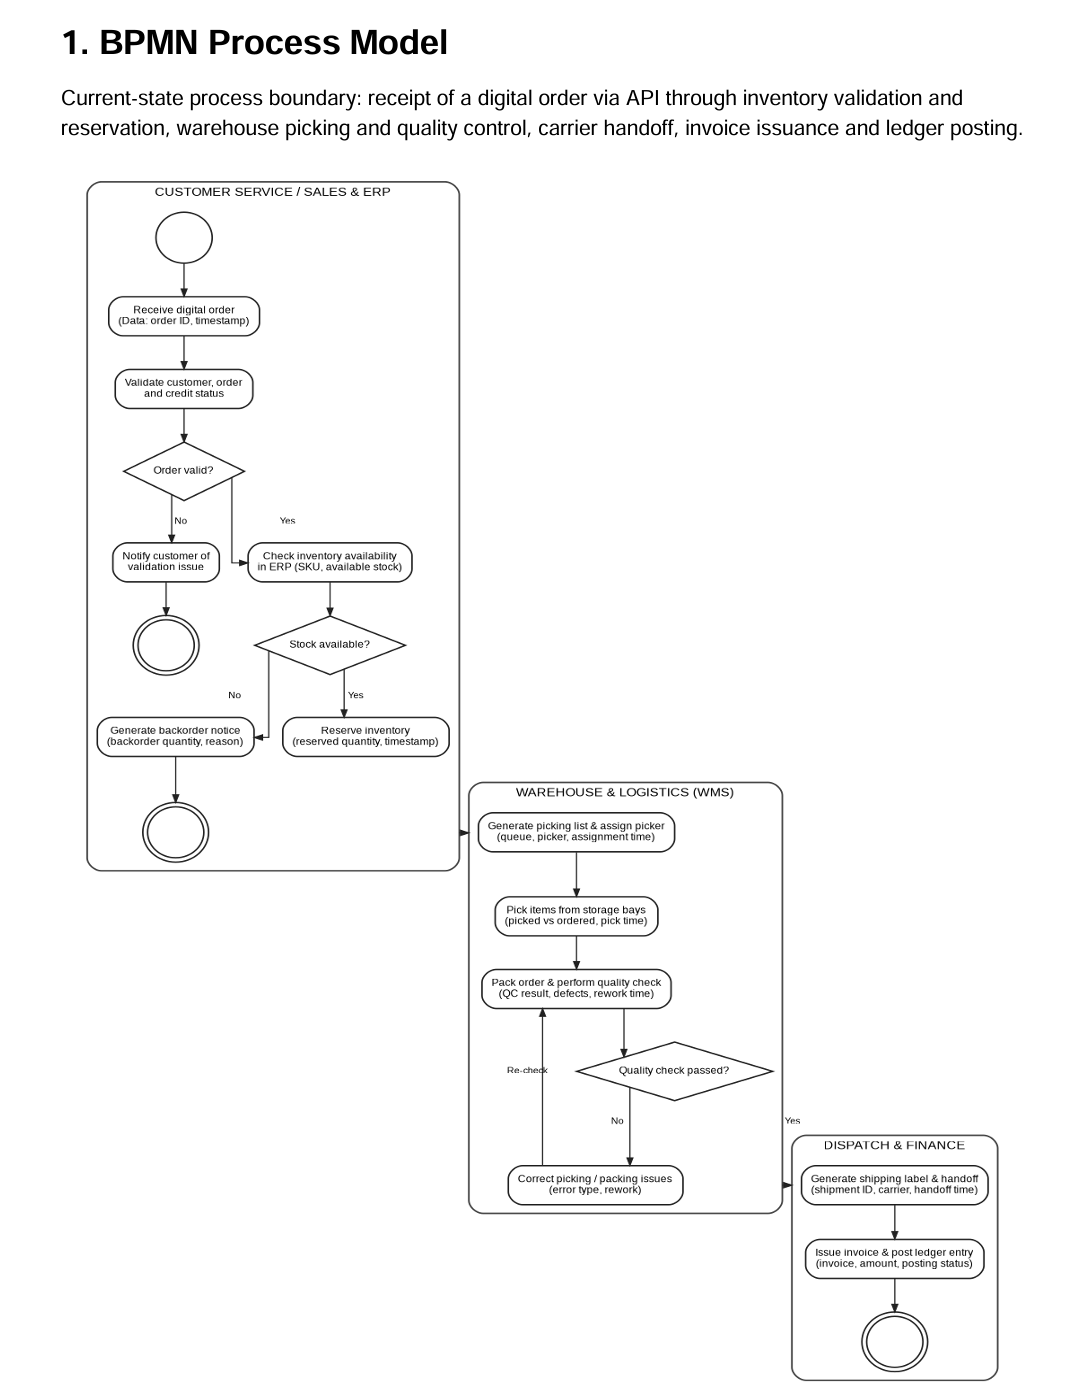 1. BPMN Process Model
Current-state process boundary: receipt of a digital order via API through inventory validation and
reservation, warehouse picking and quality control, carrier handoff, invoice issuance and ledger posting.
CUSTOMER SERVICE / SALES & ERP
Receive digital order
(Data: order ID, timestamp)
Validate customer, order
and credit status
Order valid?
No
Yes
Notify customer of
validation issue
Check inventory availability
in ERP (SKU, available stock)
Stock available?
No
Yes
Generate backorder notice
(backorder quantity, reason)
Reserve inventory
(reserved quantity, timestamp)
WAREHOUSE & LOGISTICS (WMS)
Generate picking list & assign picker
(queue, picker, assignment time)
Pick items from storage bays
(picked vs ordered, pick time)
Pack order & perform quality check
(QC result, defects, rework time)
Re-check
Quality check passed?
No
Yes
Correct picking / packing issues
(error type, rework)
DISPATCH & FINANCE
Generate shipping label & handoff
(shipment ID, carrier, handoff time)
Issue invoice & post ledger entry
(invoice, amount, posting status)